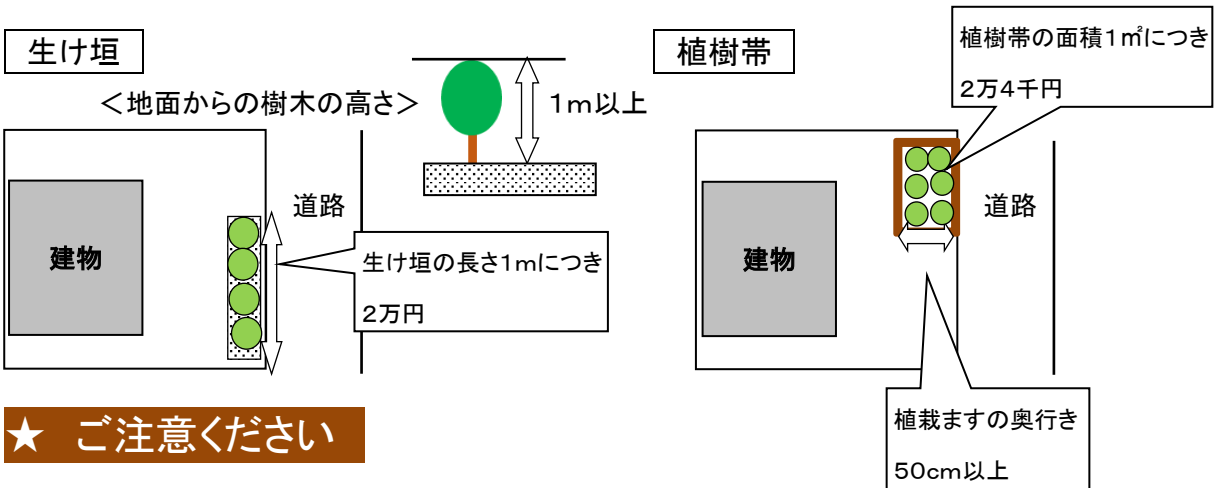 生け垣
＜地面からの樹木の高さ＞
1ｍ以上
建物
道路
生け垣の長さ1ｍにつき
2万円
植樹帯
植樹帯の面積1㎡につき
2万4千円
建物
道路
植栽ますの奥行き
50cm以上
★ ご注意ください